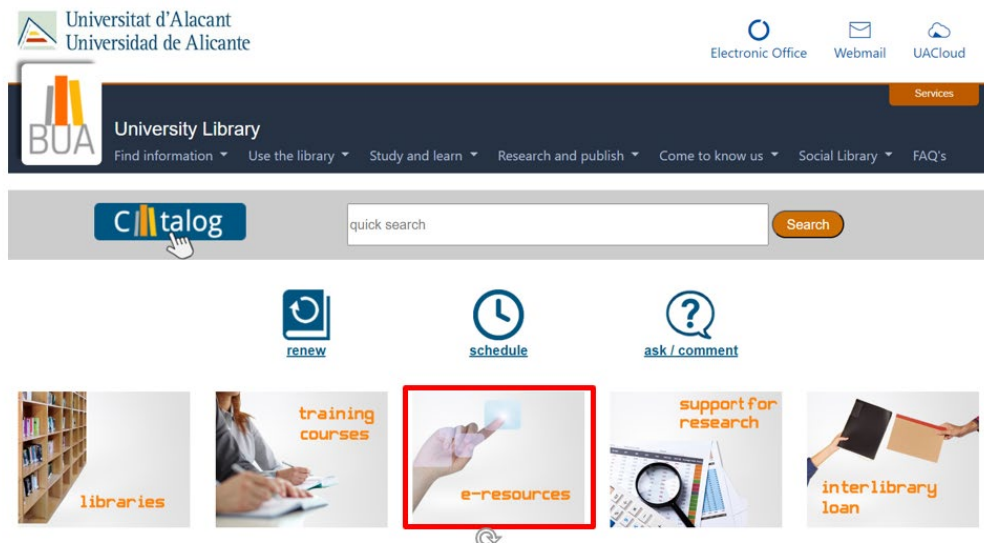 Universitat d'Alacant
Universidad de Alicante
Electronic Office
Webmail
UACloud
Services
BUA
University Library
Find information
Use the library
Study and learn
Research and publish
Come to know us
Social Library
FAQ's
Catalog
quick search
Search
renew
schedule
ask / comment
libraries
training
courses
e-resources
support for
research
interlibrary
loan